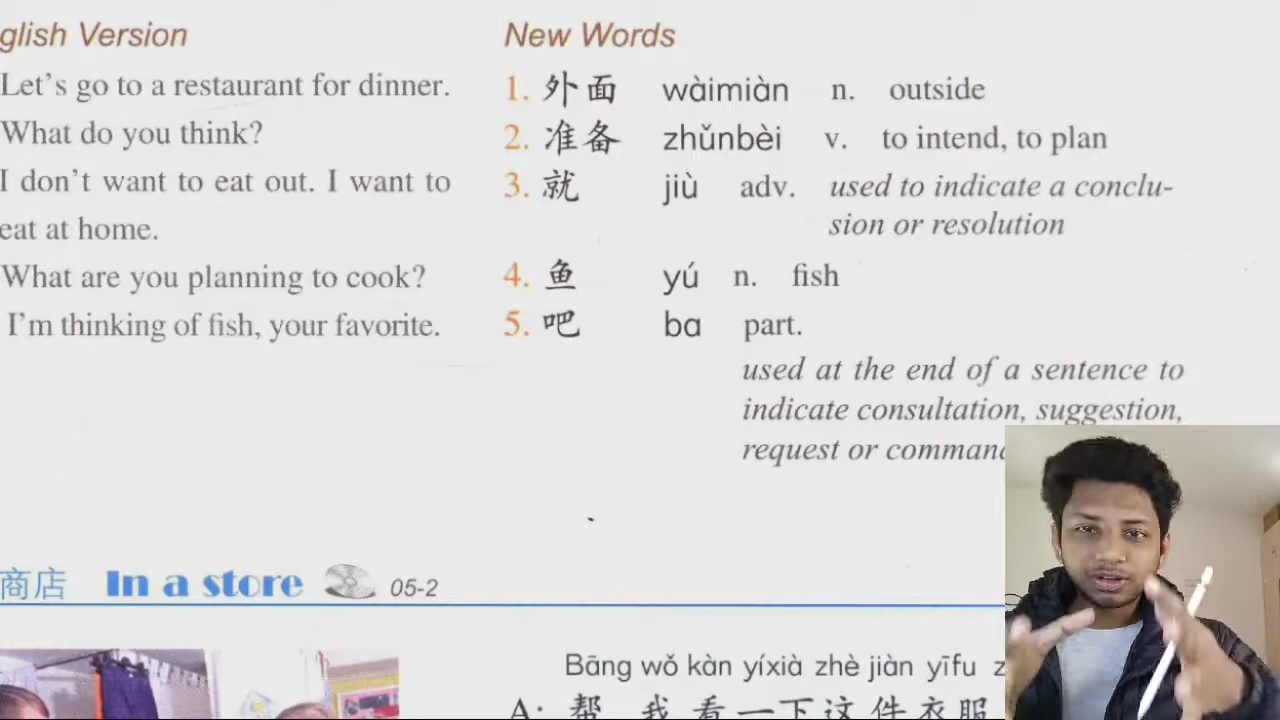 glish Version
Let's go to a restaurant for dinner.
What do you think?
I don't want to eat out. I want to
eat at home.
What are you planning to cook?
I'm thinking of fish, your favorite.
New Words
1. 外面 wàimiàn n. outside
2. 准备 zhǔnbèi v. to intend, to plan
3. 就 jiù adv. used to indicate a conclu-
sion or resolution
4. 鱼 yú n. fish
5. 吧 ba part.
used at the end of a sentence to
indicate consultation, suggestion,
request or command
商店 In a store 05-2
Bāng wǒ kàn yíxià zhè jiàn yīfu z
A: 帮 我 看 一下 这 件 衣服